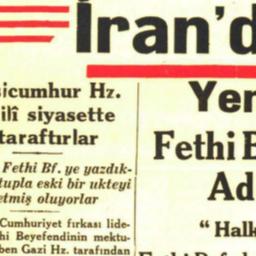 İran'd
sicumhur Hz.
ilî siyasette
taraftırlar
Fethi Bf. ye yazdık-
tupla eski bir ukteyi
etmiş oluyorlar
Cumhuriyet fırkası lide-
hi Beyefendinin mektu-
ben Gazi Hz. tarafından
Yer
Fethi B
Ad
“ Halk